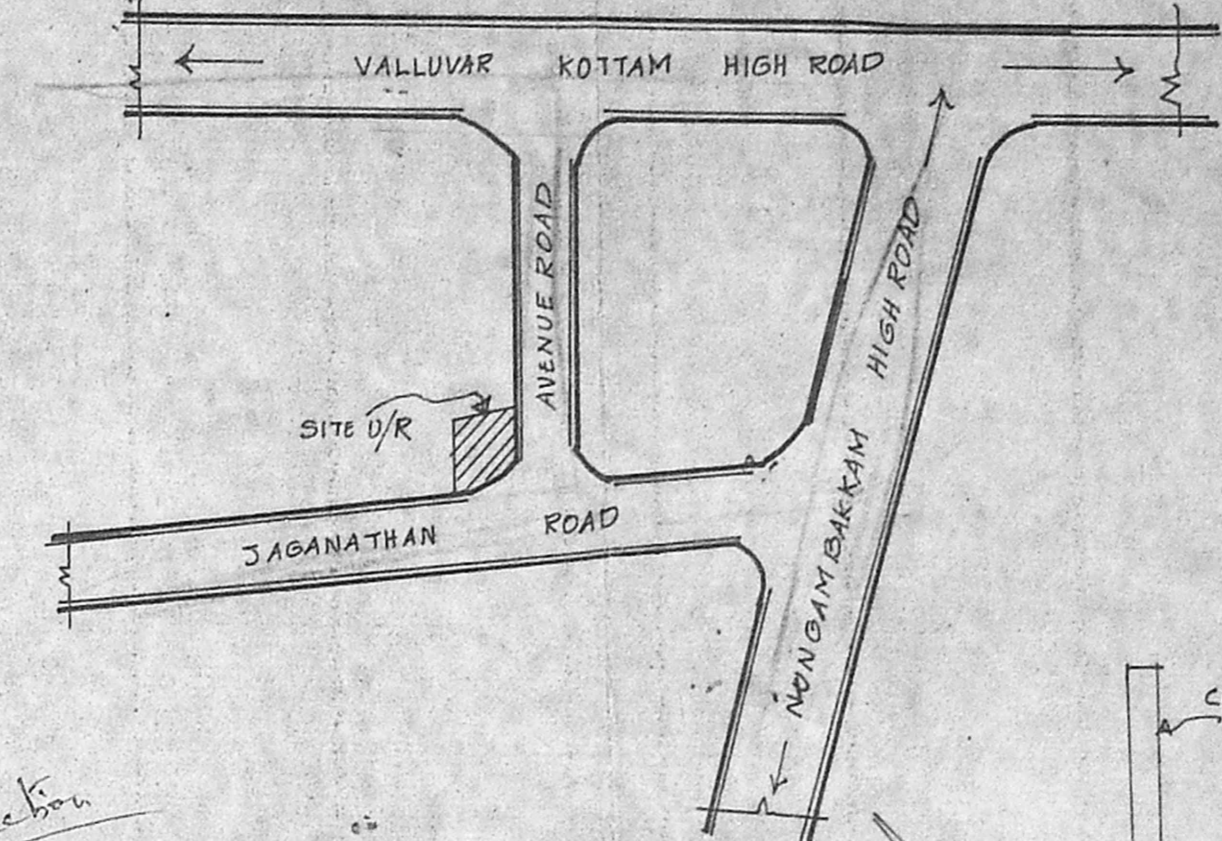 VALLUVAR KOTTAM HIGH ROAD
AVENUE ROAD
NUNGAMBAKKAM HIGH ROAD
SITE U/R
JAGANATHAN ROAD